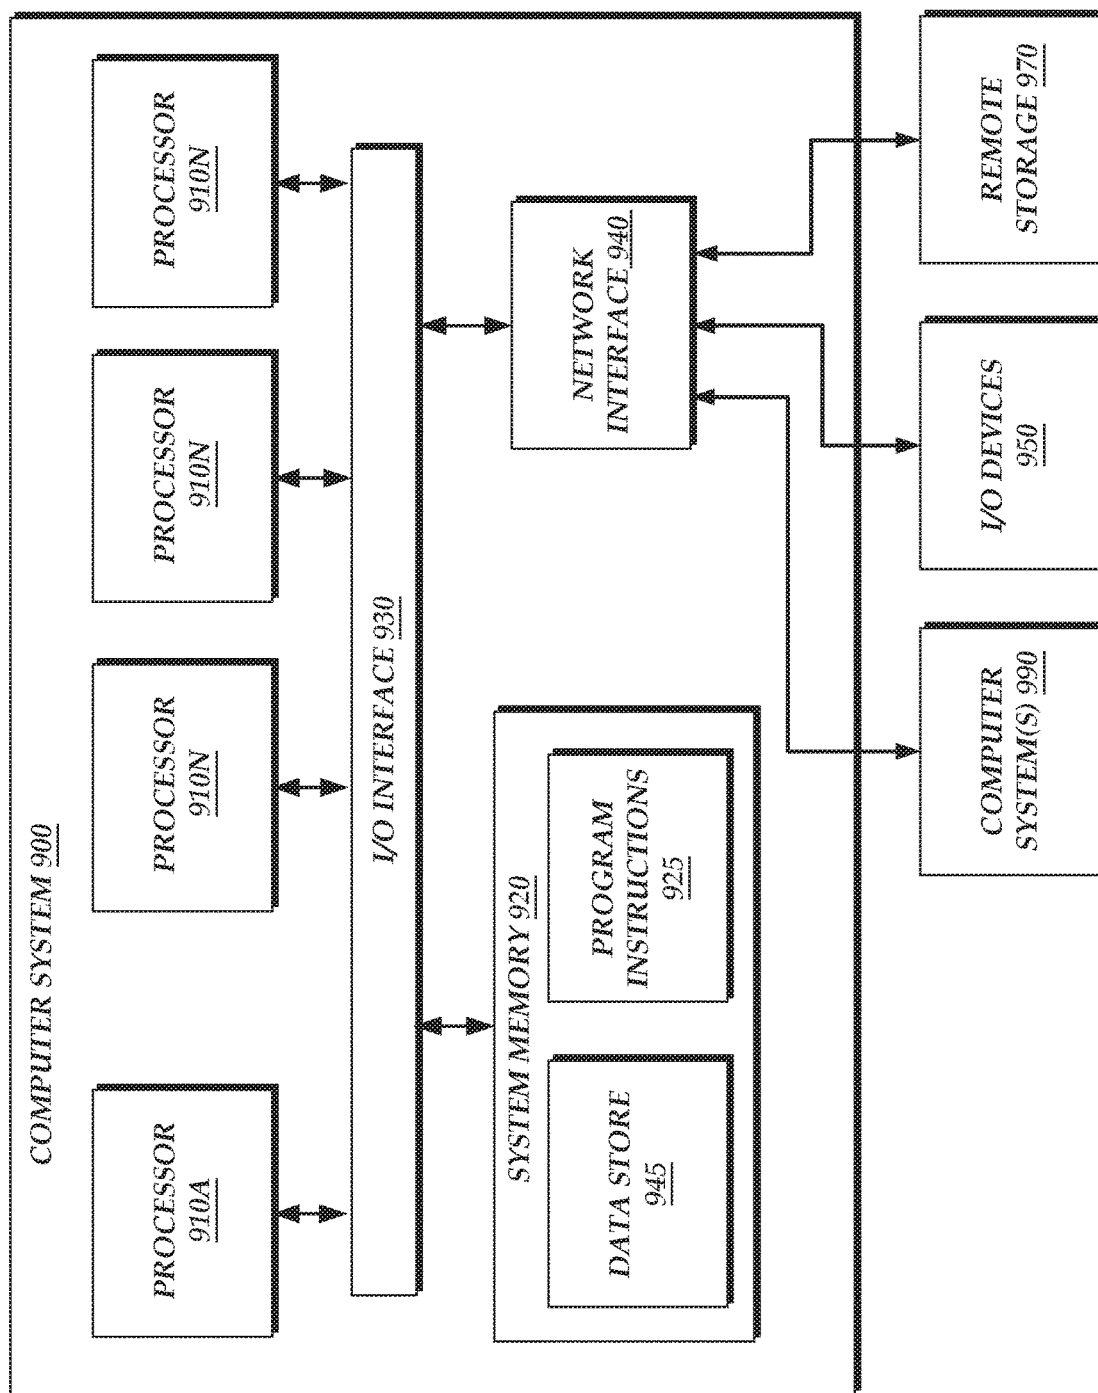 COMPUTER SYSTEM 900
PROCESSOR
910A
PROCESSOR
910N
PROCESSOR
910N
PROCESSOR
910N
I/O INTERFACE 930
SYSTEM MEMORY 920
DATA STORE
945
PROGRAM
INSTRUCTIONS
925
NETWORK
INTERFACE 940
COMPUTER
SYSTEM(S) 990
I/O DEVICES
950
REMOTE
STORAGE 970